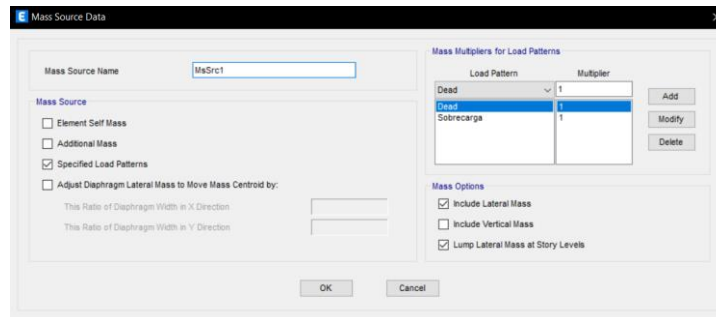 E Mass Source Data
Mass Source Name
MsSrc1
Mass Source
Element Self Mass
Additional Mass
Specified Load Patterns
Adjust Diaphragm Lateral Mass to Move Mass Centroid by:
This Ratio of Diaphragm Width in X Direction
This Ratio of Diaphragm Width in Y Direction
Mass Multipliers for Load Patterns
Load Pattern Multiplier
Dead 1
Dead 1
Sobrecarga 1
Add
Modify
Delete
Mass Options
Include Lateral Mass
Include Vertical Mass
Lump Lateral Mass at Story Levels
OK Cancel